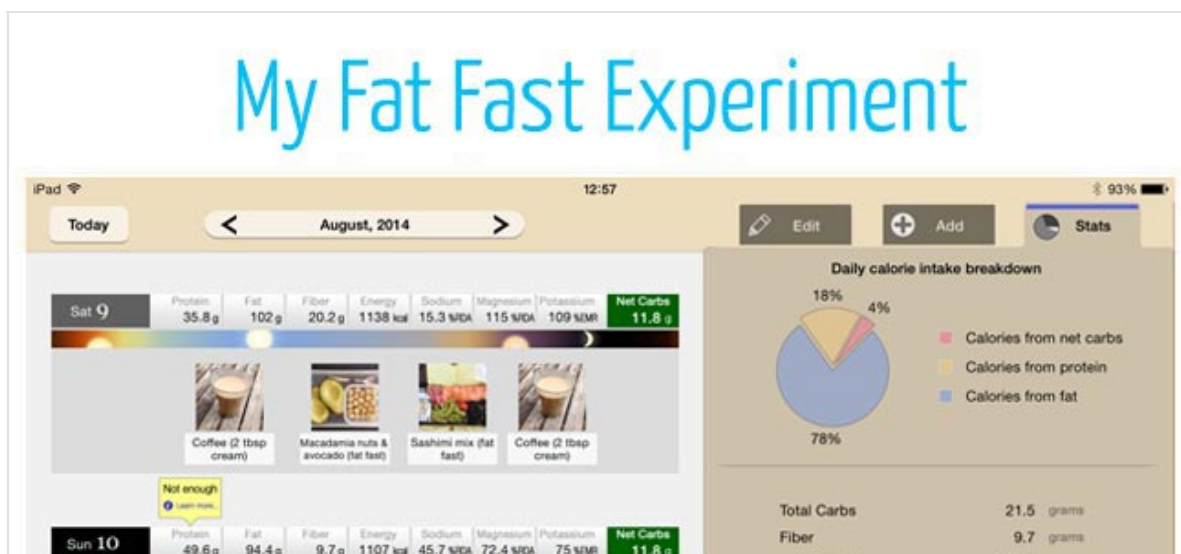 My Fat Fast Experiment
iPad 12:57 93%
Today < August, 2014 > Edit Add Stats
Daily calorie intake breakdown
18%
4%
78%
Calories from net carbs
Calories from protein
Calories from fat
Sat 9 Protein 35.8 g Fat 102 g Fiber 20.2 g Energy 1138 kcal Sodium 15.3 %RDA Magnesium 115 %RDA Potassium 109 %EMR Net Carbs 11.8 g
Coffee (2 tbsp cream)
Macadamia nuts & avocado (fat fast)
Sashimi mix (fat fast)
Coffee (2 tbsp cream)
Not enough
Learn more...
Sun 10 Protein 49.6 g Fat 94.4 g Fiber 9.7 g Energy 1107 kcal Sodium 45.7 %RDA Magnesium 72.4 %RDA Potassium 75 %EMR Net Carbs 11.8 g
Total Carbs 21.5 grams
Fiber 9.7 grams